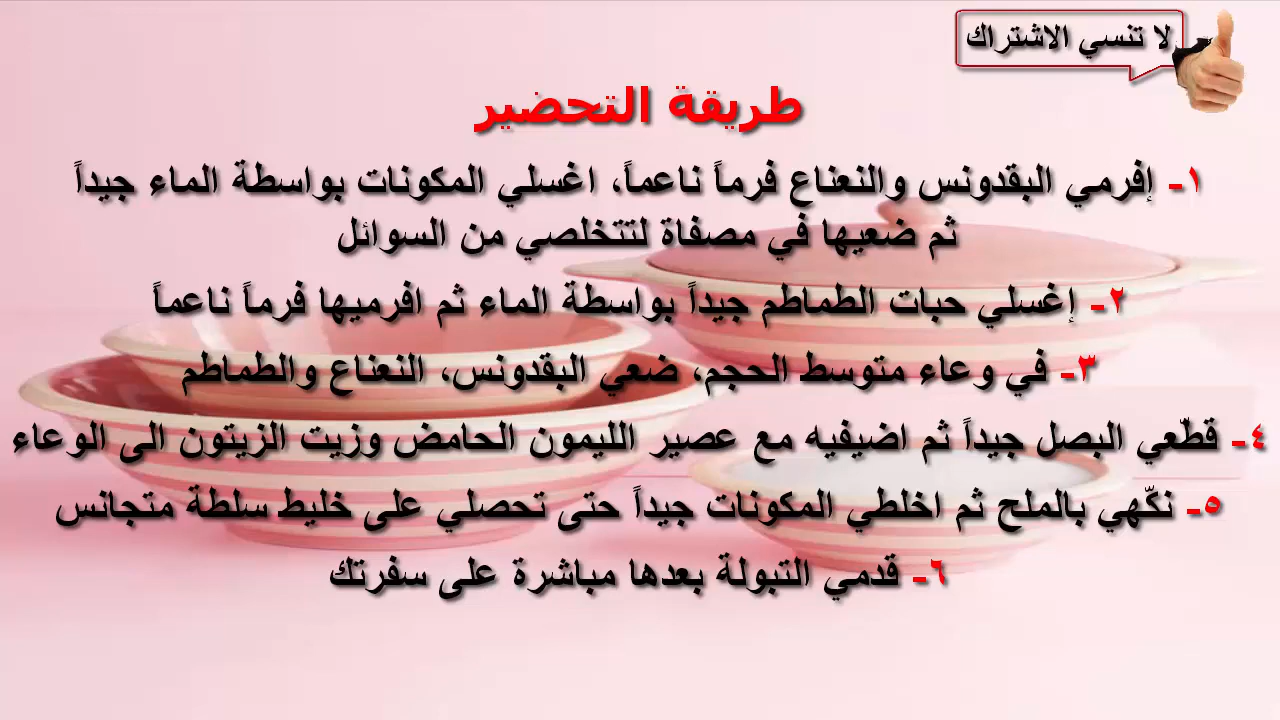 لا تنسي الاشتراك
طريقة التحضير
١- إفرمي البقدونس والنعناع فرماً ناعماً، اغسلي المكونات بواسطة الماء جيداً
ثم ضعيها في مصفاة لتتخلصي من السوائل
٢- إغسلي حبات الطماطم جيداً بواسطة الماء ثم افرميها فرماً ناعماً
٣- في وعاء متوسط الحجم، ضعي البقدونس، النعناع والطماطم
٤- قطّعي البصل جيداً ثم اضيفيه مع عصير الليمون الحامض وزيت الزيتون الى الوعاء
٥- نكّهي بالملح ثم اخلطي المكونات جيداً حتى تحصلي على خليط سلطة متجانس
٦- قدمي التبولة بعدها مباشرة على سفرتك